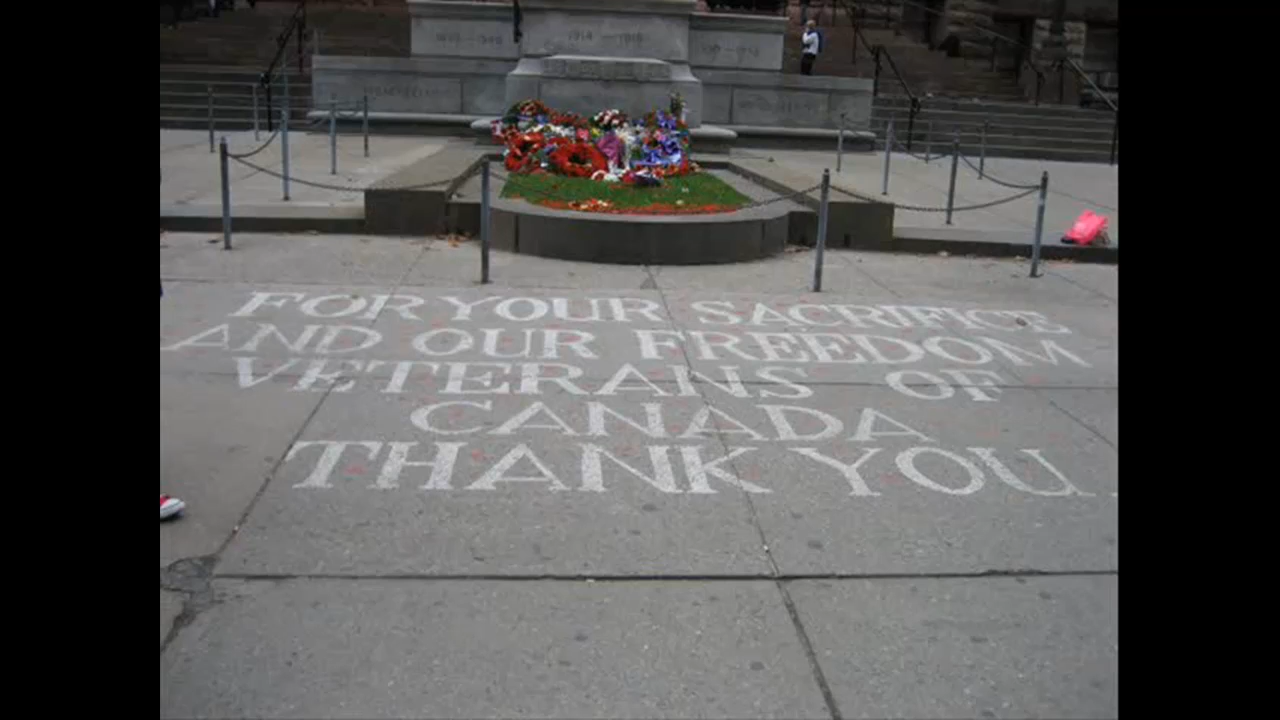 1914 — 1918
FOR YOUR SACRIFICE
AND OUR FREEDOM
VETERANS OF
CANADA
THANK YOU.